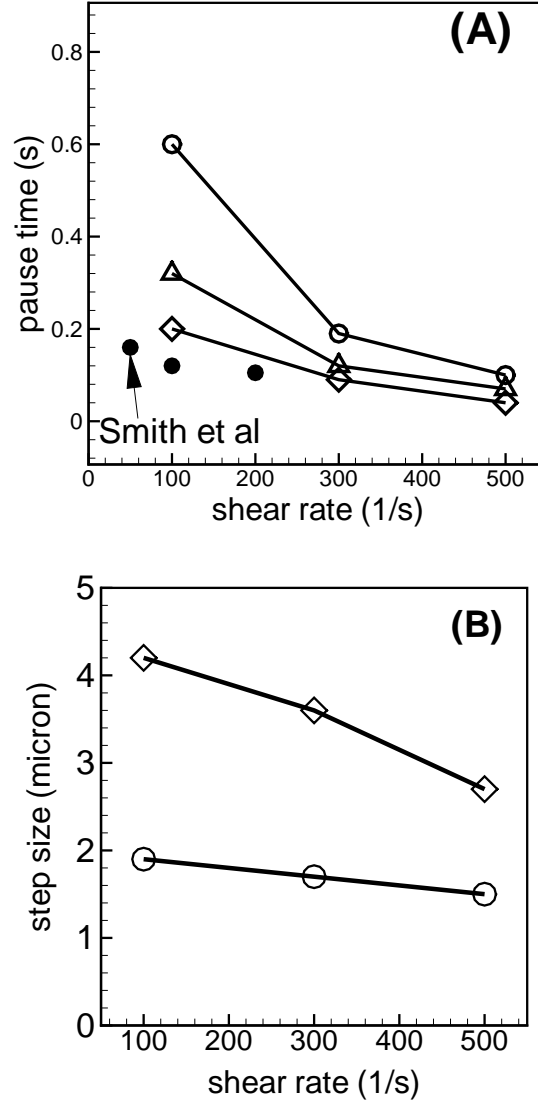 (A)
0.8
0.6
0.4
0.2
0
pause time (s)
Smith et al
0 100 200 300 400 500
shear rate (1/s)
(B)
5
4
3
2
1
0
step size (micron)
100 200 300 400 500
shear rate (1/s)